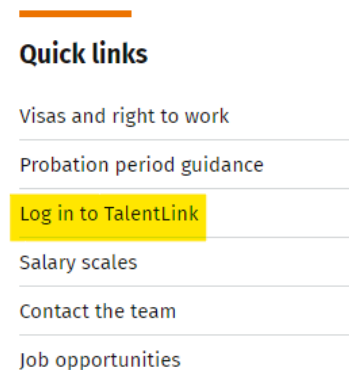 Quick links
Visas and right to work
Probation period guidance
Log in to TalentLink
Salary scales
Contact the team
Job opportunities